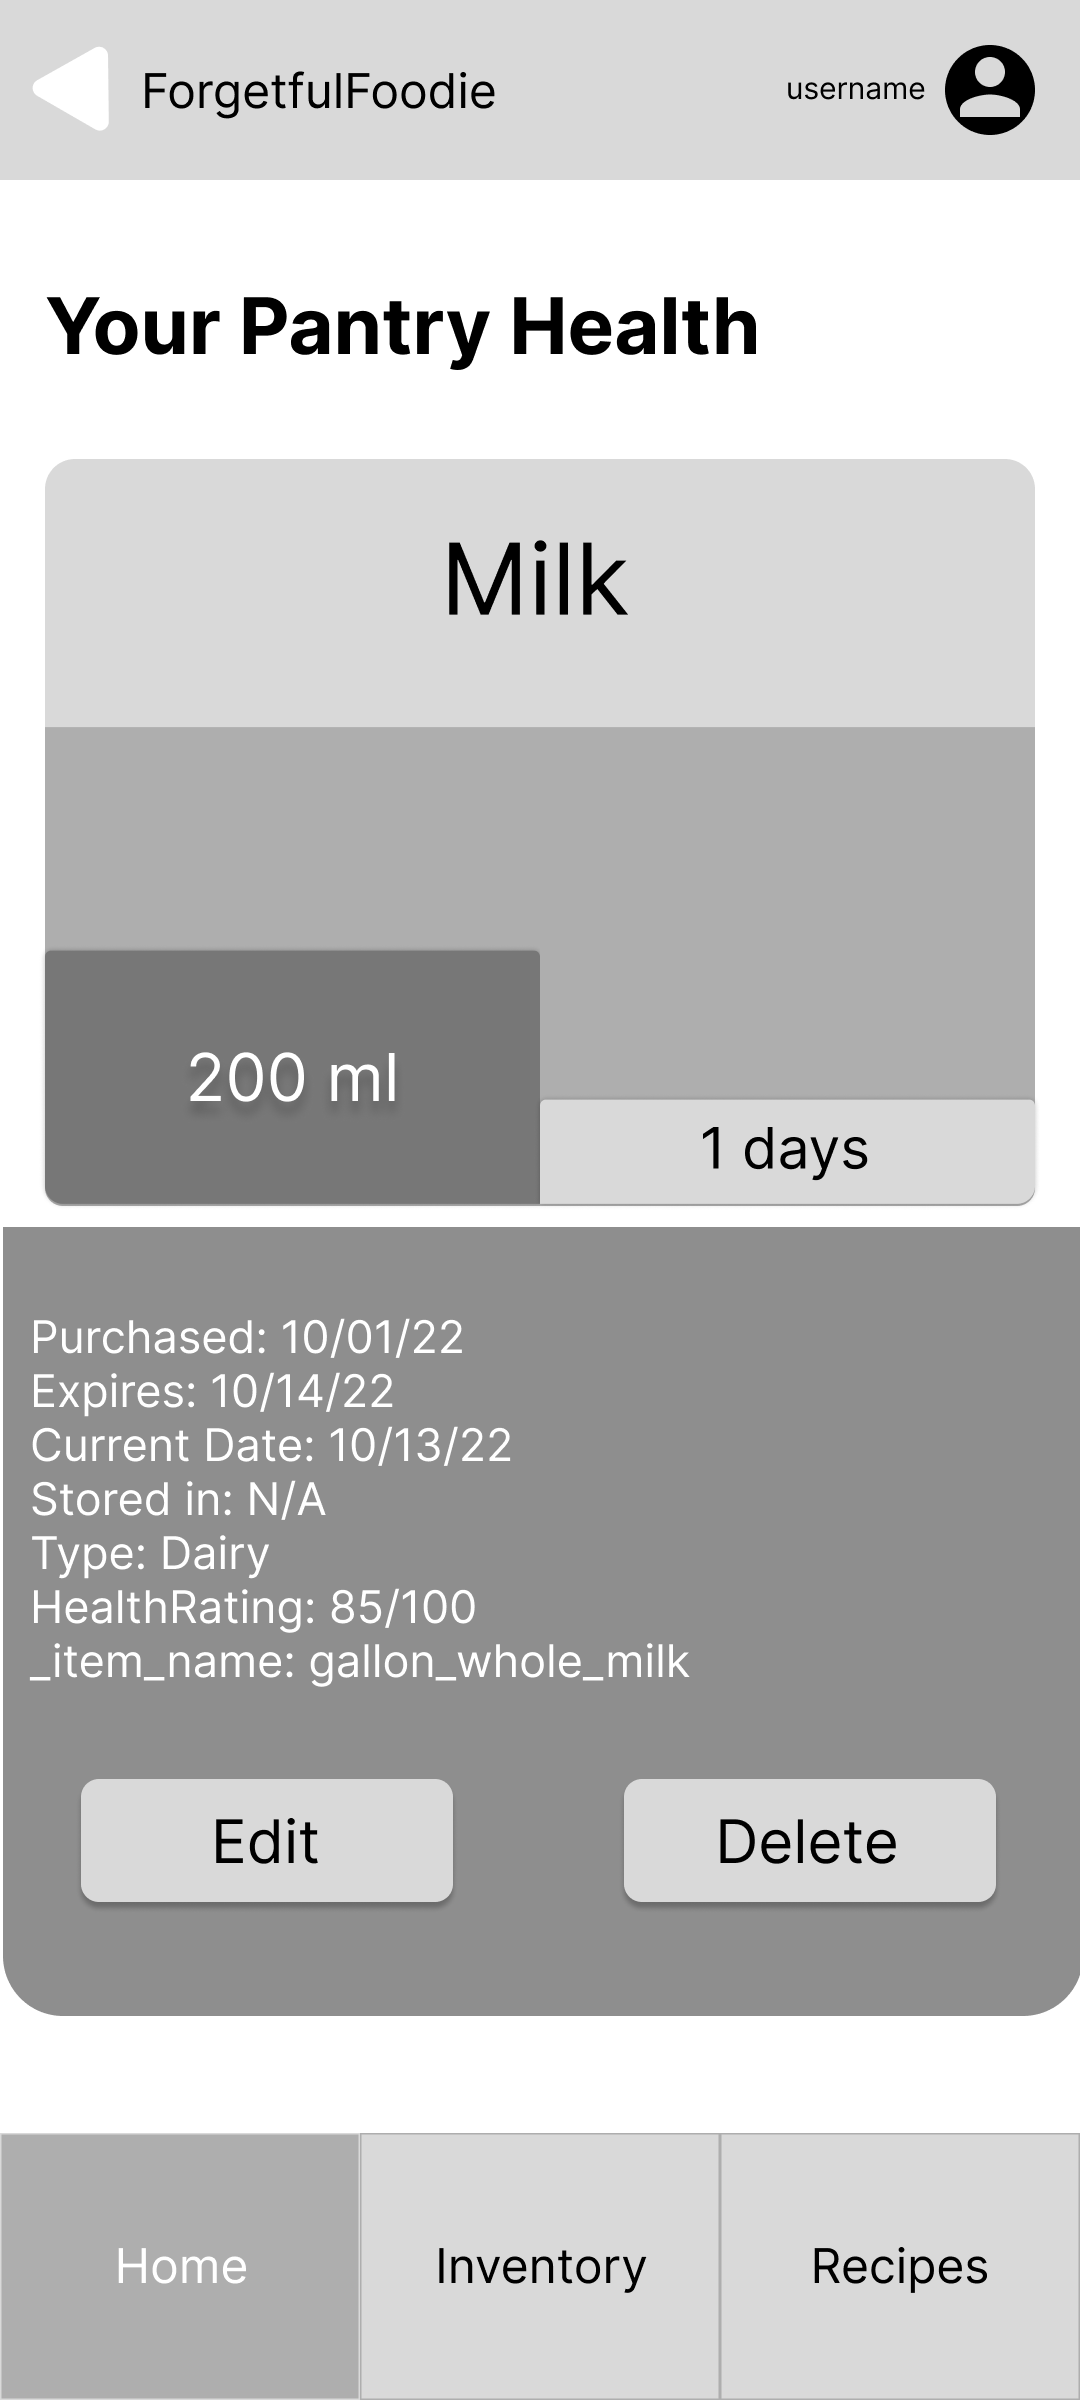 ForgetfulFoodie
username
Your Pantry Health
Milk
200 ml
1 days
Purchased: 10/01/22
Expires: 10/14/22
Current Date: 10/13/22
Stored in: N/A
Type: Dairy
HealthRating: 85/100
_item_name: gallon_whole_milk
Edit
Delete
Home
Inventory
Recipes